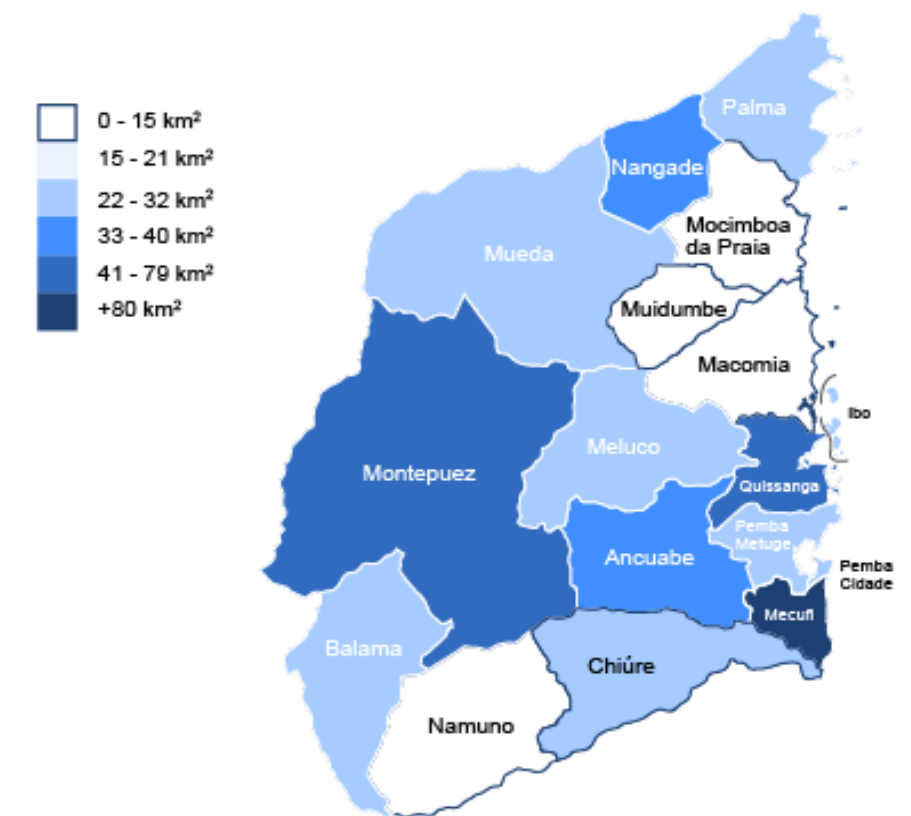 0 - 15 km²
15 - 21 km²
22 - 32 km²
33 - 40 km²
41 - 79 km²
+80 km²
Palma
Nangade
Mocimboa
da Praia
Mueda
Muidumbe
Macomia
Ibo
Meluco
Montepuez
Quissanga
Pemba
Metuge
Ancuabe
Pemba
Cidade
Mecufi
Balama
Chiúre
Namuno